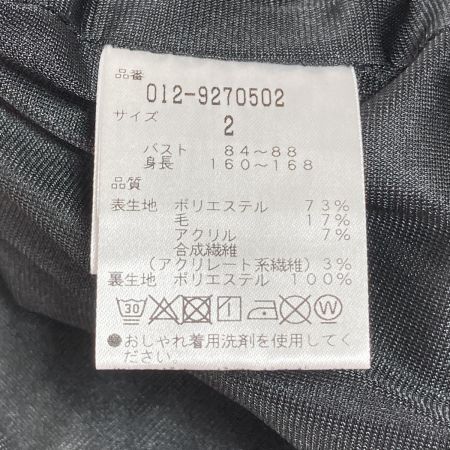 品番
012-9270502
サイズ
2
バスト 84～88
身長 160～168
品質
表生地 ポリエステル 73%
毛 17%
アクリル 7%
合成繊維
(アクリレート系繊維) 3%
裏生地 ポリエステル 100%
30 W
●おしゃれ着用洗剤を使用してく
ださい。